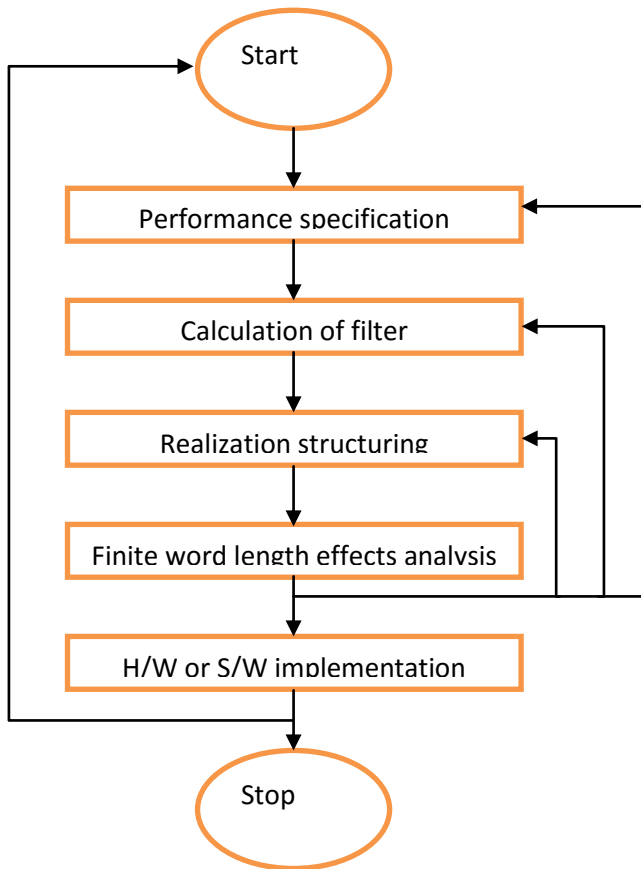 Start
Performance specification
Calculation of filter
Realization structuring
Finite word length effects analysis
H/W or S/W implementation
Stop